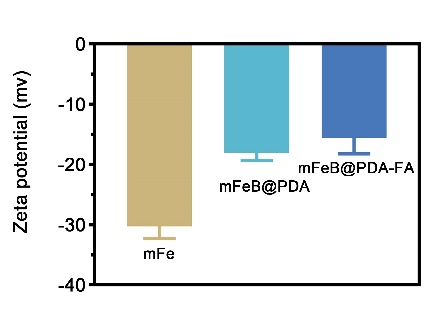 Zeta potential (mv)
0
-10
-20
-30
-40
mFe
mFeB@PDA
mFeB@PDA-FA